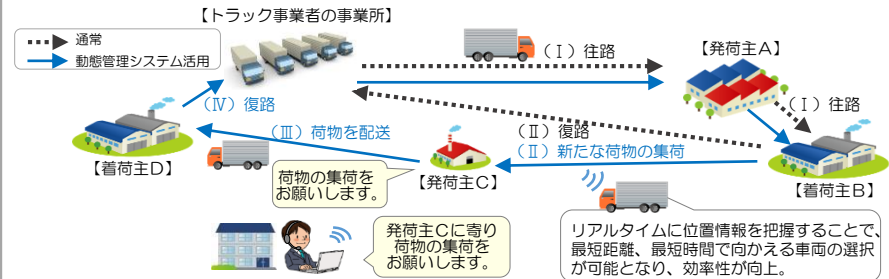 【トラック事業者の事業所】
通常
動態管理システム活用
（Ⅰ）往路
【発荷主A】
（Ⅰ）往路
（Ⅳ）復路
（Ⅲ）荷物を配送
（Ⅱ）復路
（Ⅱ）新たな荷物の集荷
【着荷主D】
【発荷主C】
【着荷主B】
荷物の集荷を
お願いします。
発荷主Cに寄り
荷物の集荷を
お願いします。
リアルタイムに位置情報を把握することで、
最短距離、最短時間で向かえる車両の選択
が可能となり、効率性が向上。